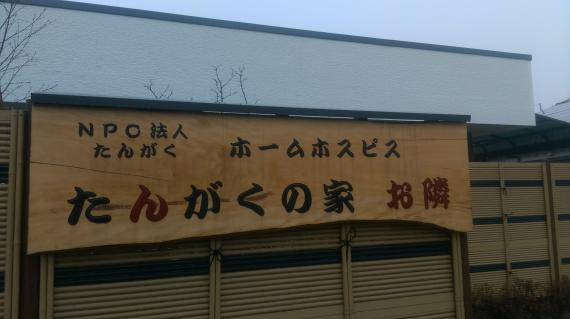 NPO法人
たんがく
ホームホスピス
たんがくの家 お隣